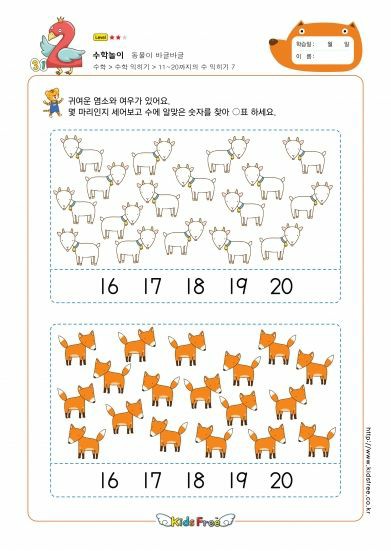 Level ★★
수학놀이 동물이 바글바글
수학 > 수학 익히기 > 11~20까지의 수 익히기 7
학습일: 월 일
이 름:
귀여운 염소와 여우가 있어요.
몇 마리인지 세어보고 수에 알맞은 숫자를 찾아 ○표 하세요.
16 17 18 19 20
16 17 18 19 20
http://www.kidsfree.co.kr
Kids Free